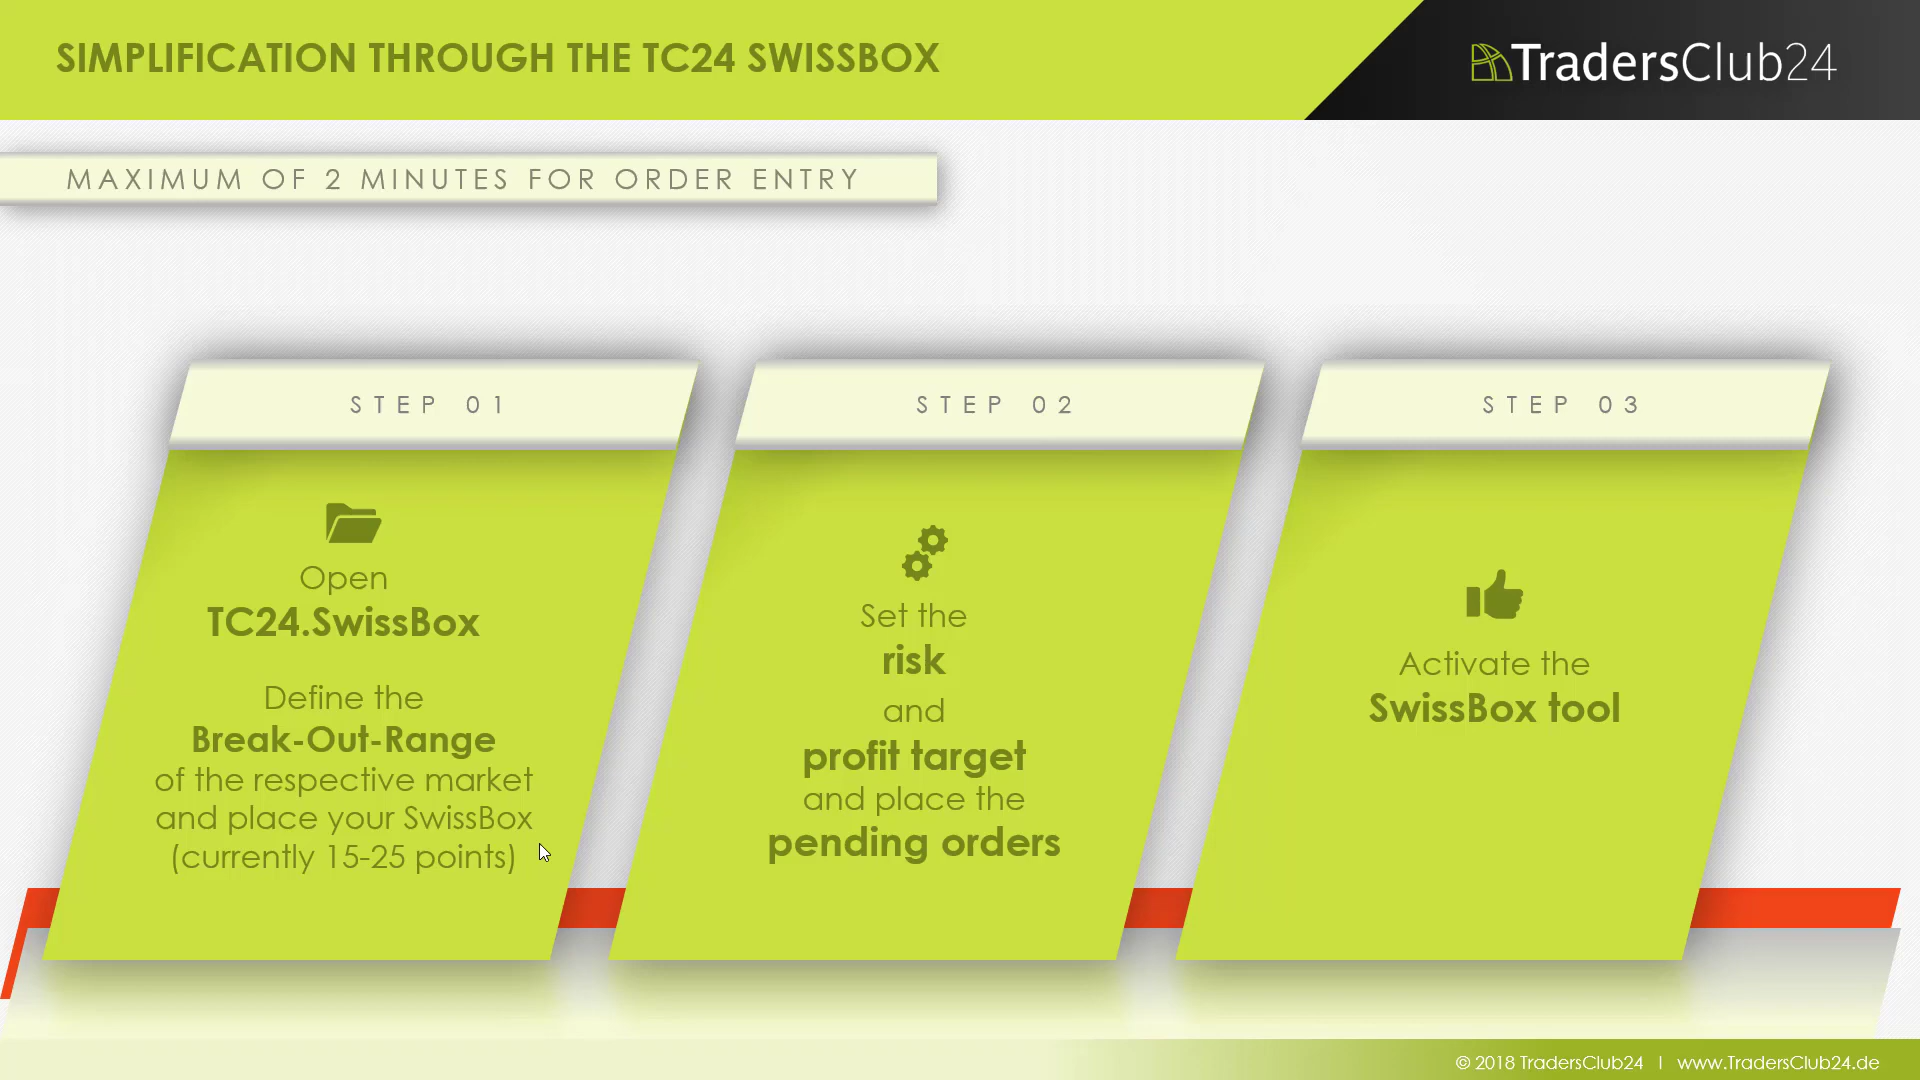 SIMPLIFICATION THROUGH THE TC24 SWISSBOX
TradersClub24
MAXIMUM OF 2 MINUTES FOR ORDER ENTRY
STEP 01
Open
TC24.SwissBox
Define the
Break-Out-Range
of the respective market
and place your SwissBox
(currently 15-25 points)
STEP 02
Set the
risk
and
profit target
and place the
pending orders
STEP 03
Activate the
SwissBox tool
© 2018 TradersClub24 | www.TradersClub24.de